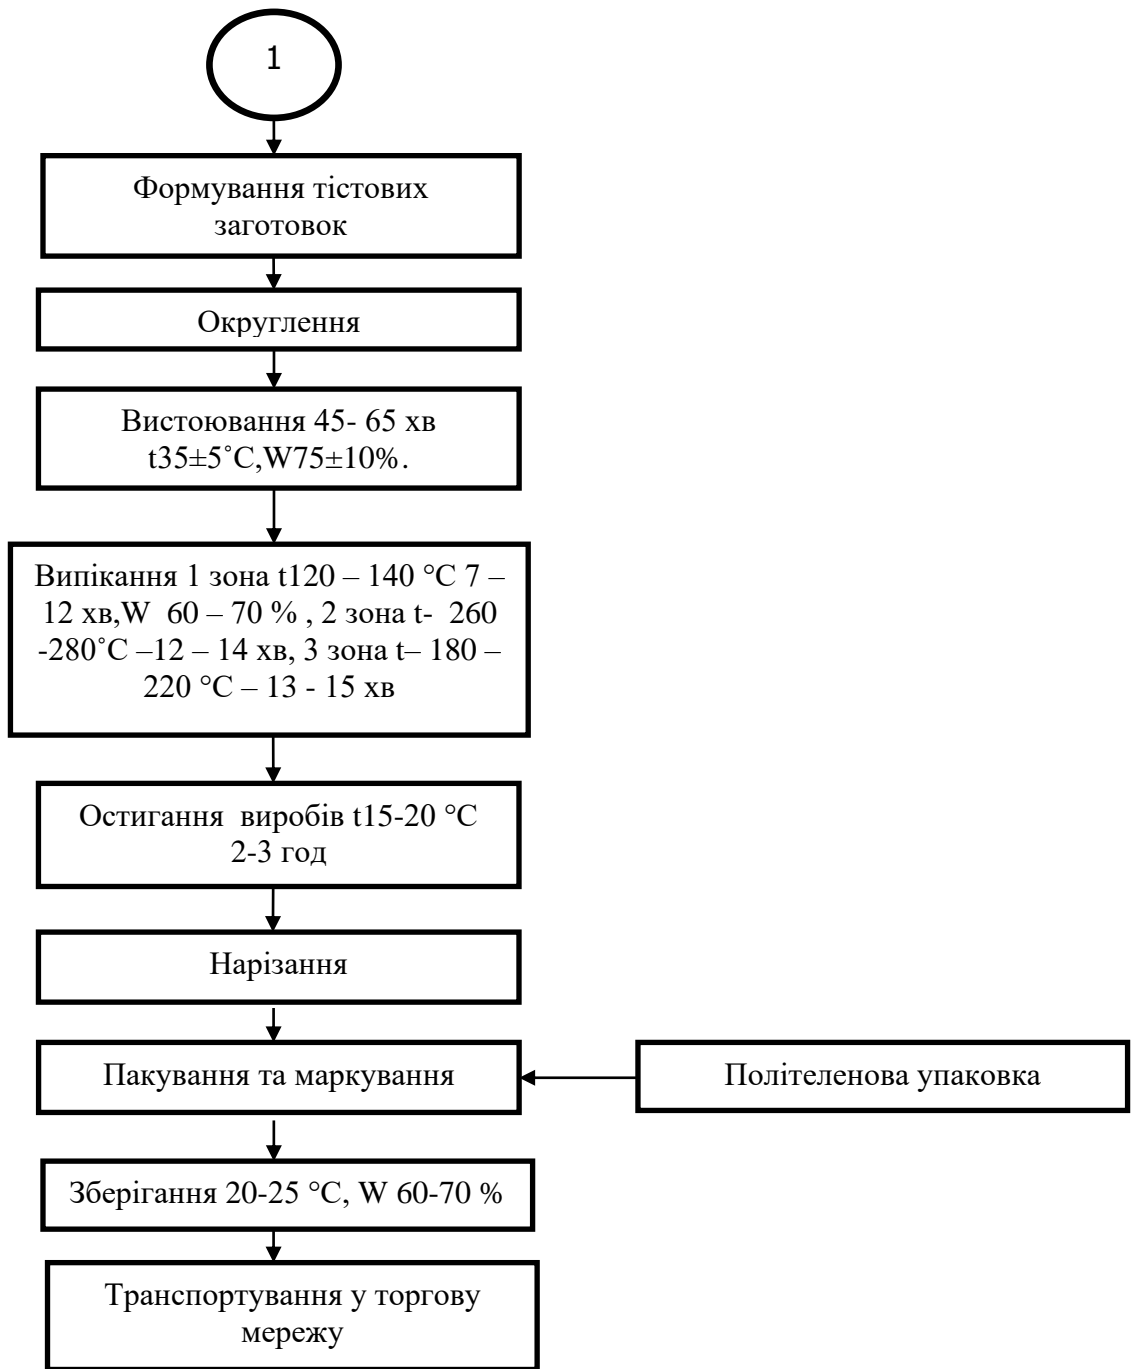 1
Формування тістових
заготовок
Округлення
Вистоювання 45- 65 хв
t35±5˚C,W75±10%.
Випікання 1 зона t120 – 140 °C 7 –
12 хв,W 60 – 70 % , 2 зона t- 260
-280˚C –12 – 14 хв, 3 зона t– 180 –
220 °C – 13 - 15 хв
Остигання виробів t15-20 °C
2-3 год
Нарізання
Пакування та маркування
Політеленова упаковка
Зберігання 20-25 °C, W 60-70 %
Транспортування у торгову
мережу